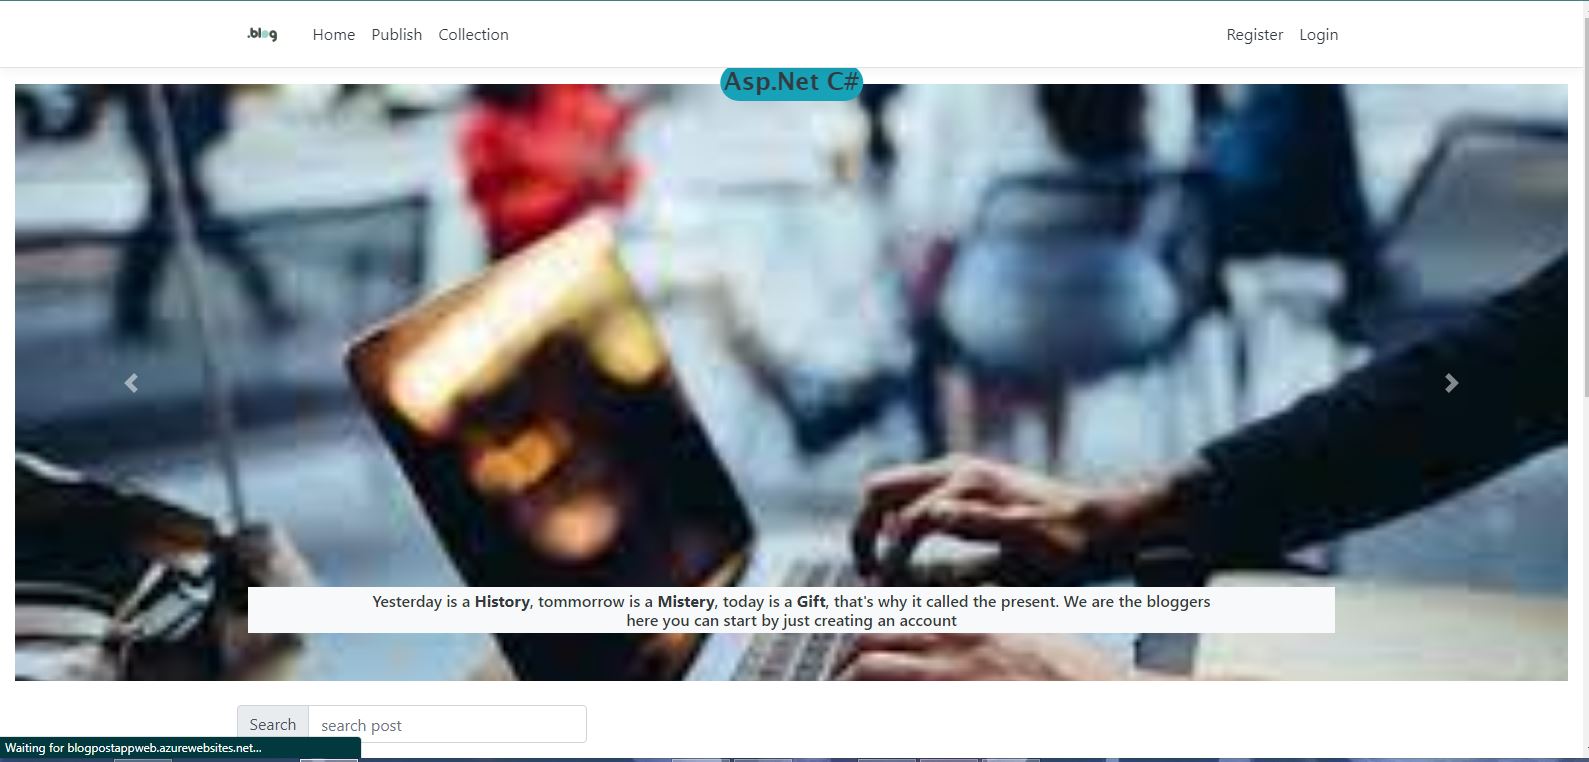 .blog
Home Publish Collection
Register Login
Asp.Net C#
Yesterday is a History, tommorrow is a Mistery, today is a Gift, that's why it called the present. We are the bloggers
here you can start by just creating an account
Search search post
Waiting for blogpostappweb.azurewebsites.net...